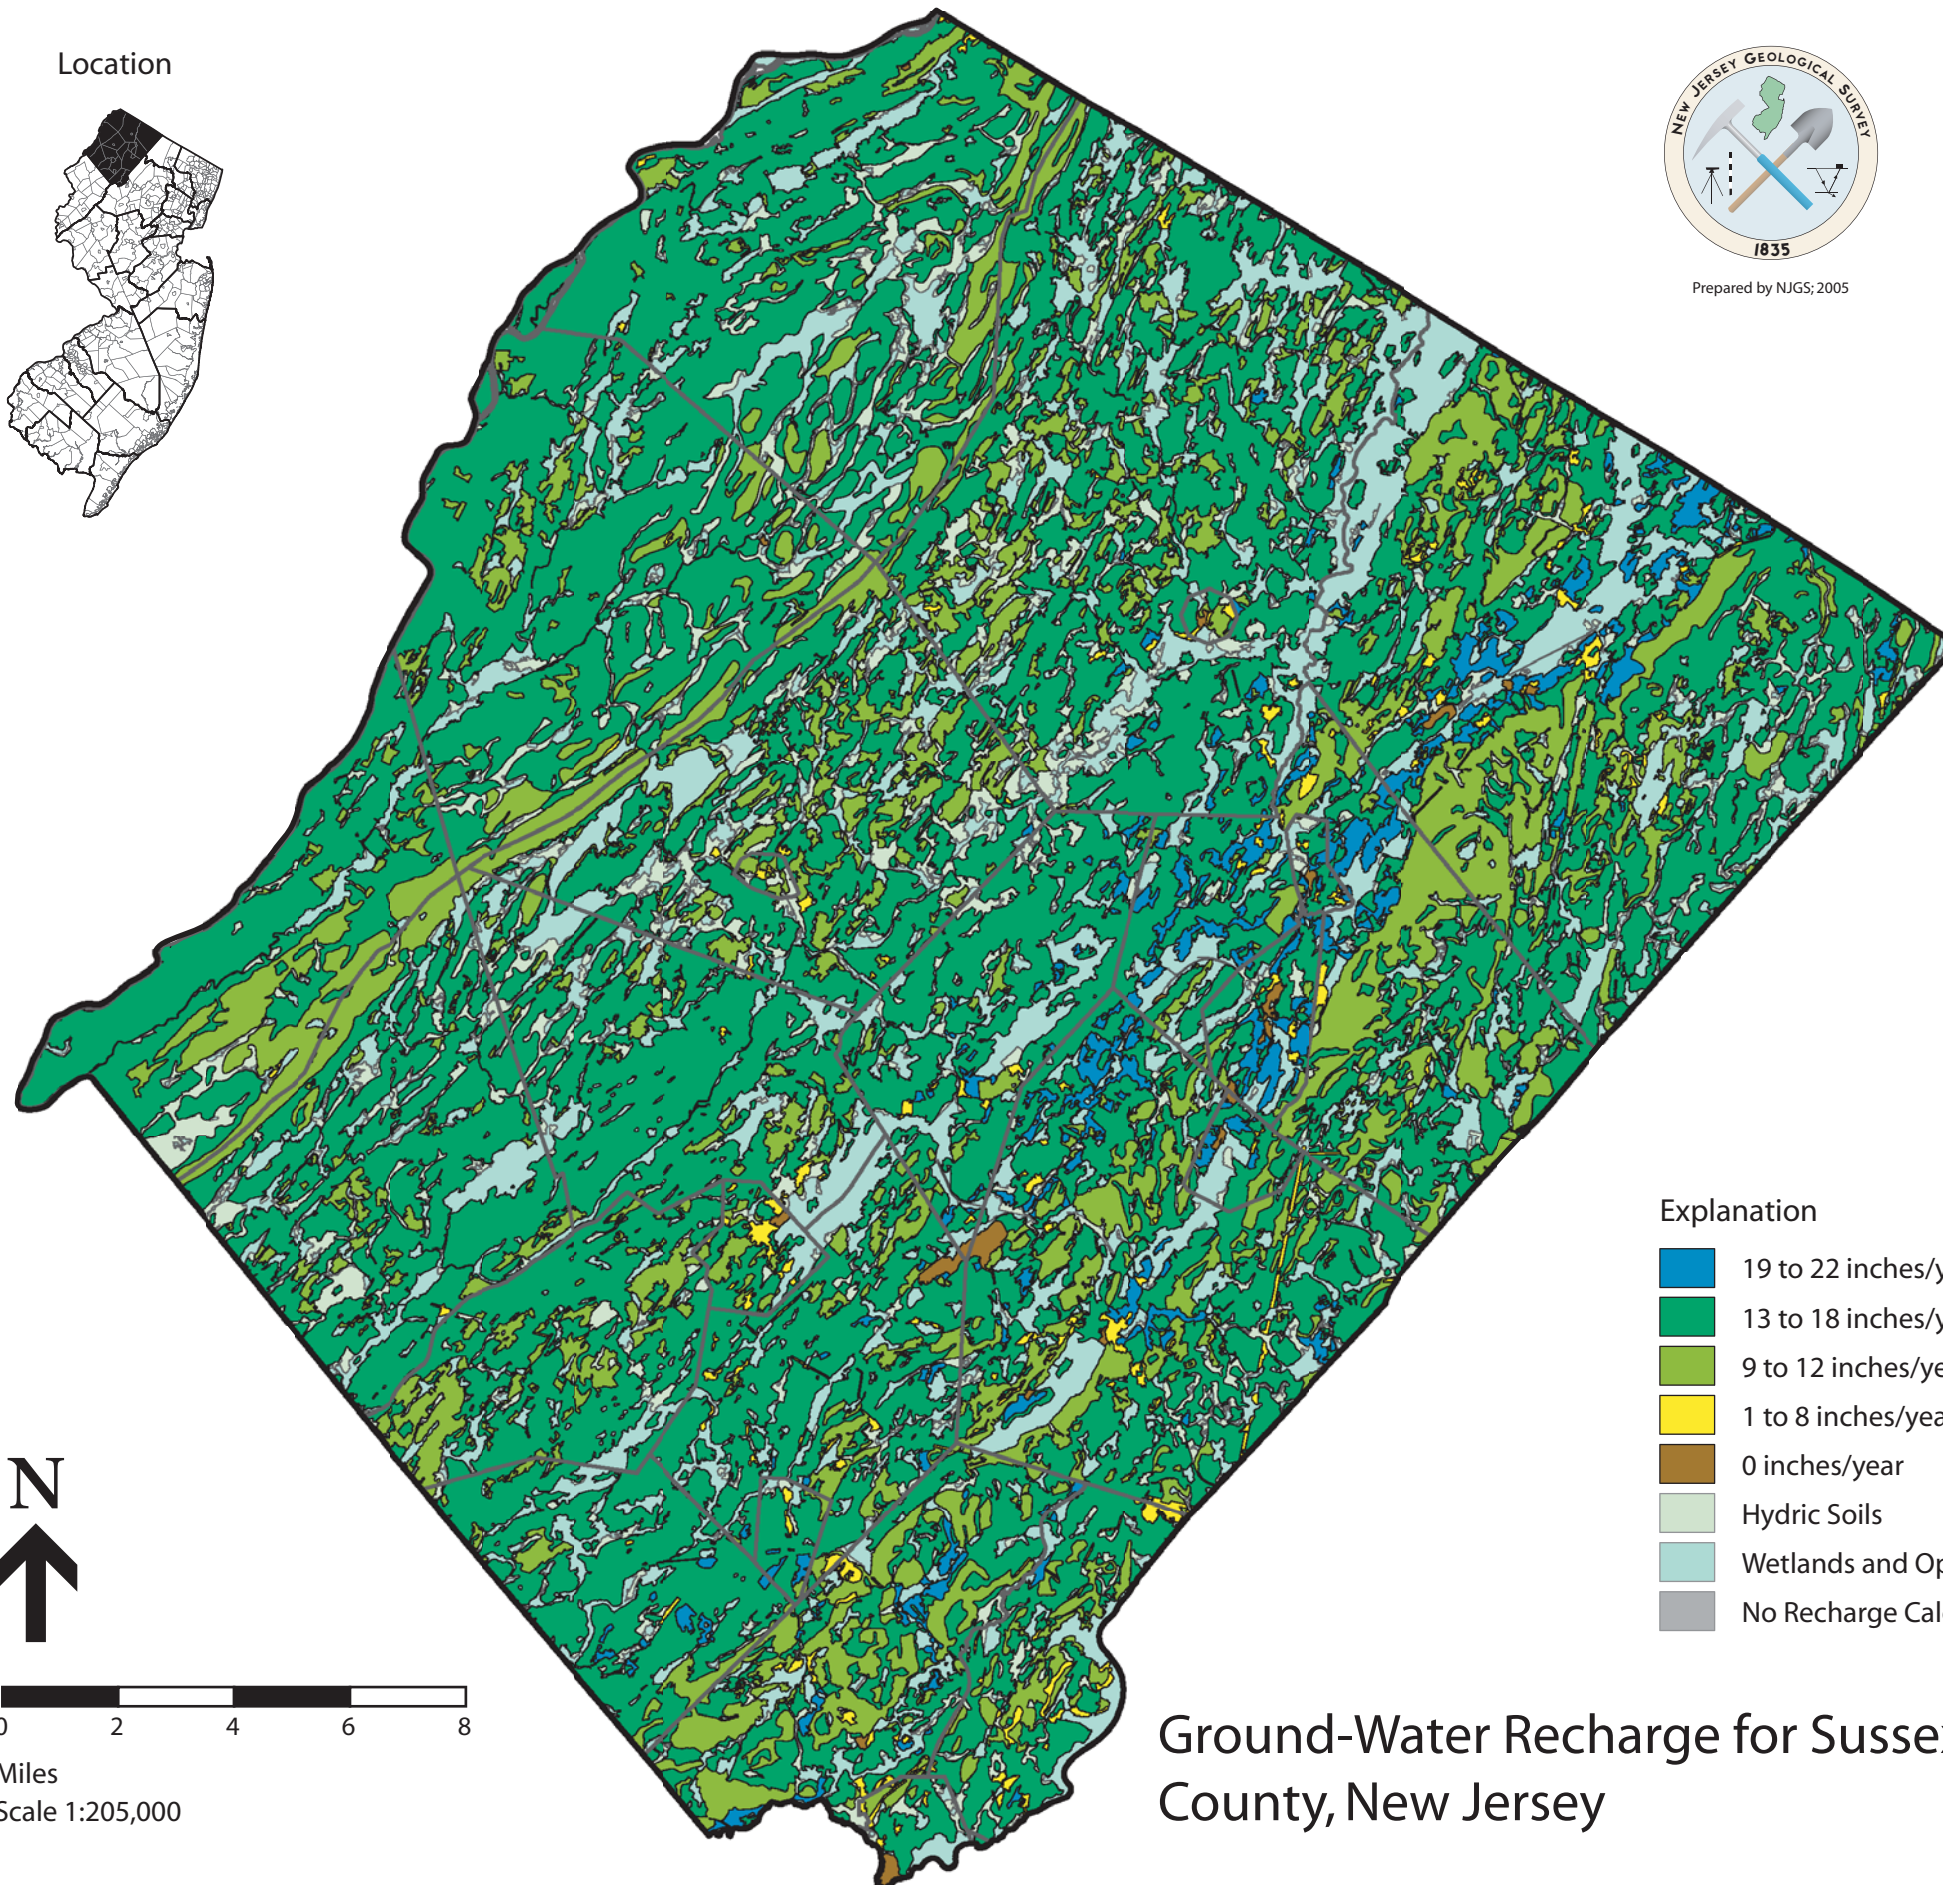 Location
NEW JERSEY GEOLOGICAL SURVEY
1835
Prepared by NJGS; 2005
Explanation
19 to 22 inches/y
13 to 18 inches/y
9 to 12 inches/ye
1 to 8 inches/yea
0 inches/year
Hydric Soils
Wetlands and Op
No Recharge Cal
N
0 2 4 6 8
Miles
Scale 1:205,000
Ground-Water Recharge for Sussex
County, New Jersey